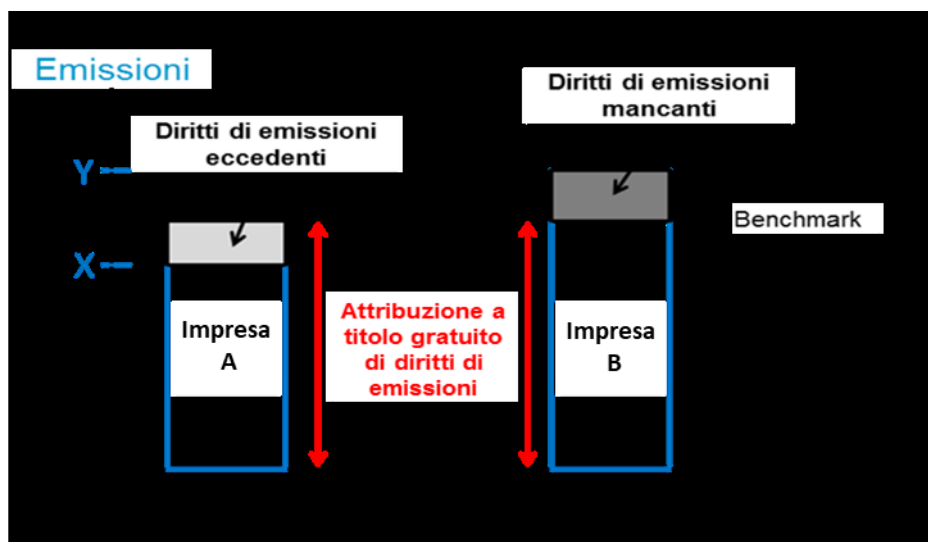 Emissioni
Diritti di emissioni
mancanti
Diritti di emissioni
eccedenti
Y
Benchmark
X
Attribuzione a
titolo gratuito
di diritti di
emissioni
Impresa
A
Impresa
B